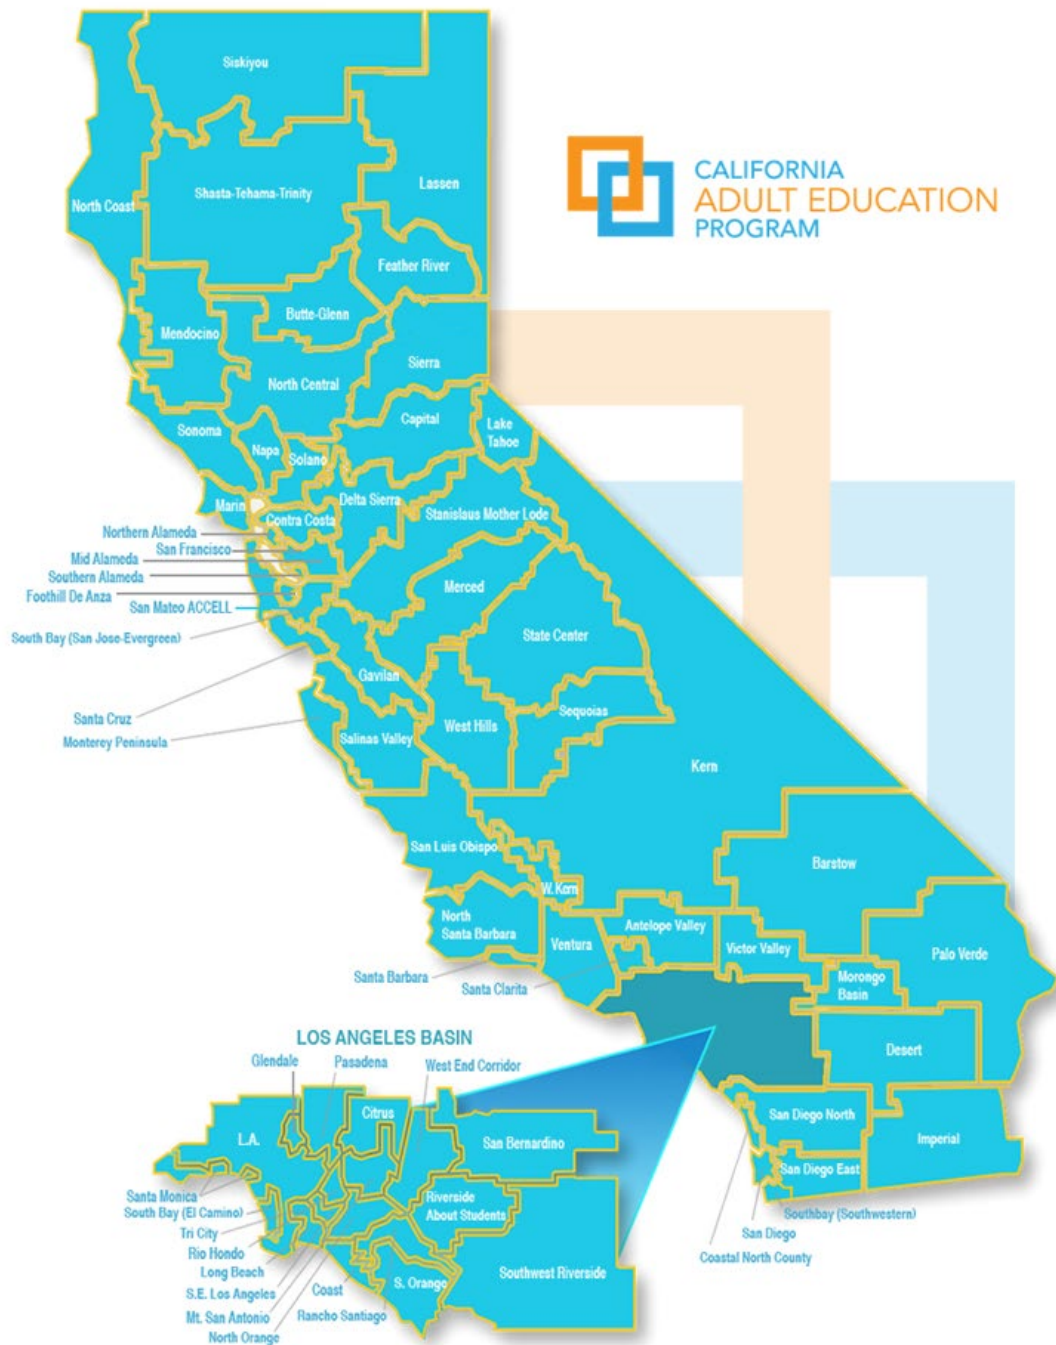 Siskiyou
CALIFORNIA
ADULT EDUCATION
PROGRAM
North Coast
Shasta-Tehama-Trinity
Lassen
Feather River
Butte-Glenn
Mendocino
Sierra
North Central
Capital
Lake
Tahoe
Sonoma
Napa
Solano
Marin
Delta Sierra
Contra Costa
Stanislaus Mother Lode
Northern Alameda
San Francisco
Mid Alameda
Southern Alameda
Foothill De Anza
San Mateo ACCELL
South Bay (San Jose-Evergreen)
Merced
State Center
Gavilan
Santa Cruz
Monterey Peninsula
Salinas Valley
West Hills
Sequoias
Kern
San Luis Obispo
Barstow
W. Kern
North
Santa Barbara
Ventura
Antelope Valley
Victor Valley
Palo Verde
Santa Barbara
Santa Clarita
Morongo
Basin
Desert
LOS ANGELES BASIN
Glendale
Pasadena
West End Corridor
Citrus
L.A.
San Bernardino
San Diego North
Imperial
San Diego East
Santa Monica
South Bay (El Camino)
Tri City
Rio Hondo
Long Beach
S.E. Los Angeles
Mt. San Antonio
North Orange
Coast
Rancho Santiago
Riverside
About Students
S. Orango
Southwest Riverside
Southbay (Southwestern)
San Diego
Coastal North County